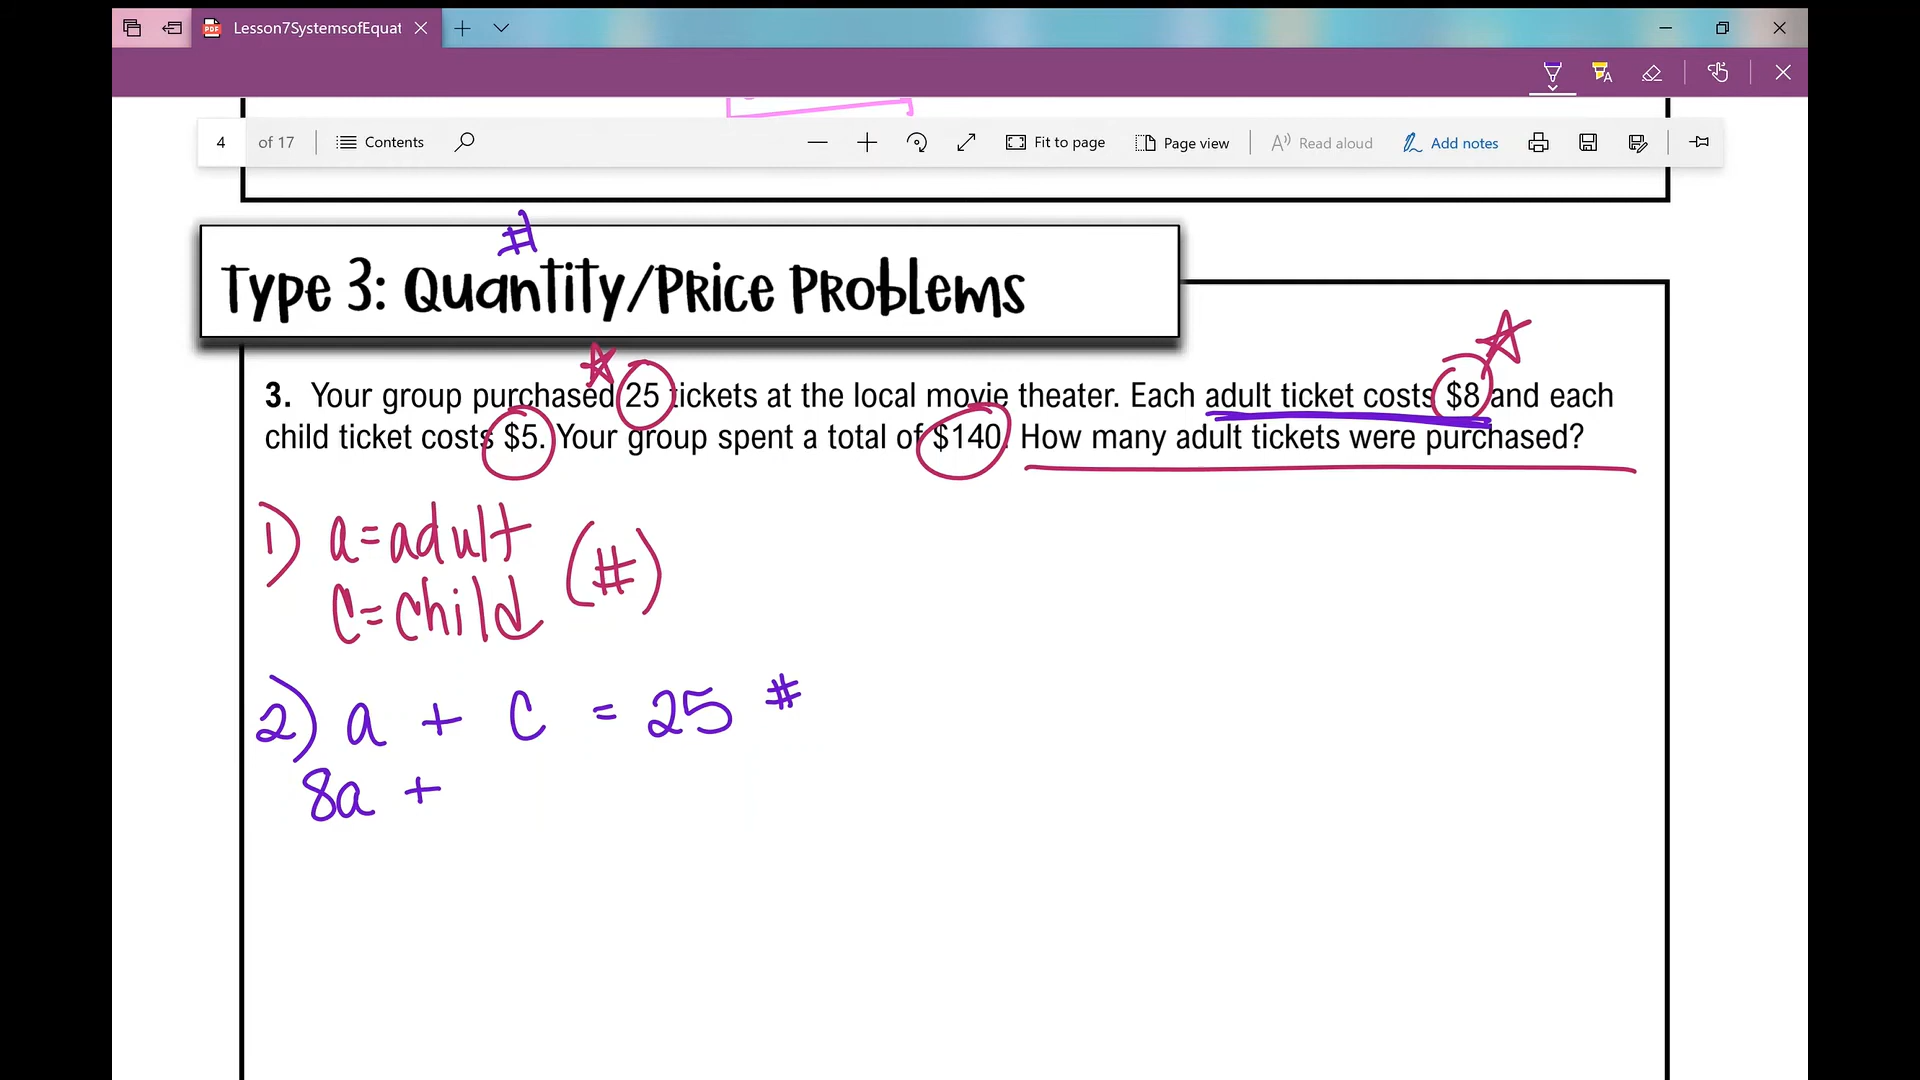 Lesson7SystemsofEquat
4 of 17 Contents Fit to page Page view Read aloud Add notes
#
Type 3: Quantity/Price Problems
3. Your group purchased 25 tickets at the local movie theater. Each adult ticket costs $8 and each
child ticket costs $5. Your group spent a total of $140. How many adult tickets were purchased?
1) a=adult
c=child (#)
2) a + c = 25 #
8a +